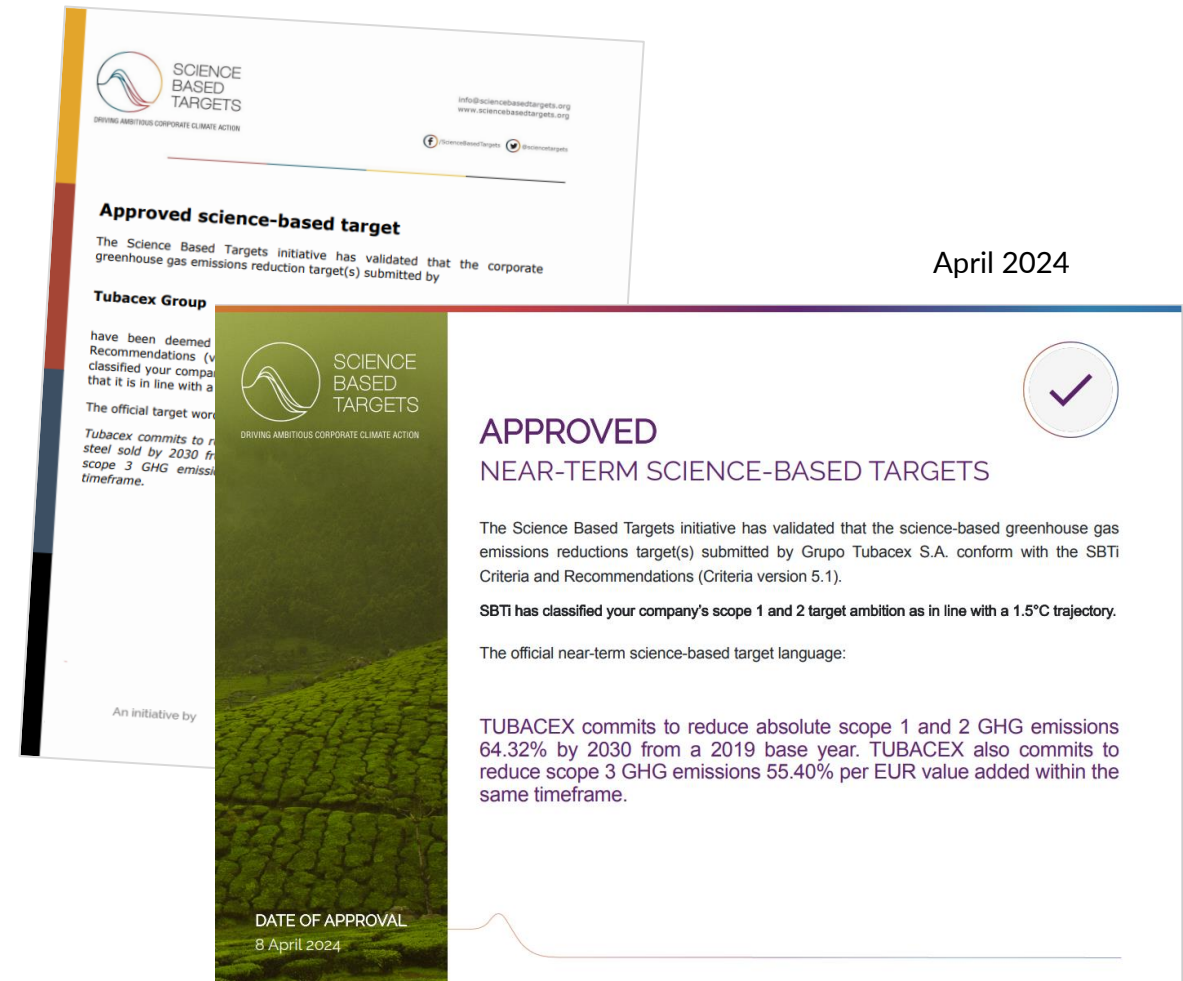 SCIENCE
BASED
TARGETS
DRIVING AMBITIOUS CORPORATE CLIMATE ACTION
info@sciencebasedtargets.org
www.sciencebasedtargets.org
/ScienceBasedTargets @sciencetargets
Approved science-based target
The Science Based Targets initiative has validated that the corporate
greenhouse gas emissions reduction target(s) submitted by
Tubacex Group
have been deemed
Recommendations (v
classified your compa
that it is in line with a
The official target word
Tubacex commits to r
steel sold by 2030 fr
scope 3 GHG emissi
timeframe.
An initiative by
April 2024
SCIENCE
BASED
TARGETS
DRIVING AMBITIOUS CORPORATE CLIMATE ACTION
APPROVED
NEAR-TERM SCIENCE-BASED TARGETS
The Science Based Targets initiative has validated that the science-based greenhouse gas
emissions reductions target(s) submitted by Grupo Tubacex S.A. conform with the SBTi
Criteria and Recommendations (Criteria version 5.1).
SBTi has classified your company's scope 1 and 2 target ambition as in line with a 1.5°C trajectory.
The official near-term science-based target language:
TUBACEX commits to reduce absolute scope 1 and 2 GHG emissions
64.32% by 2030 from a 2019 base year. TUBACEX also commits to
reduce scope 3 GHG emissions 55.40% per EUR value added within the
same timeframe.
DATE OF APPROVAL
8 April 2024